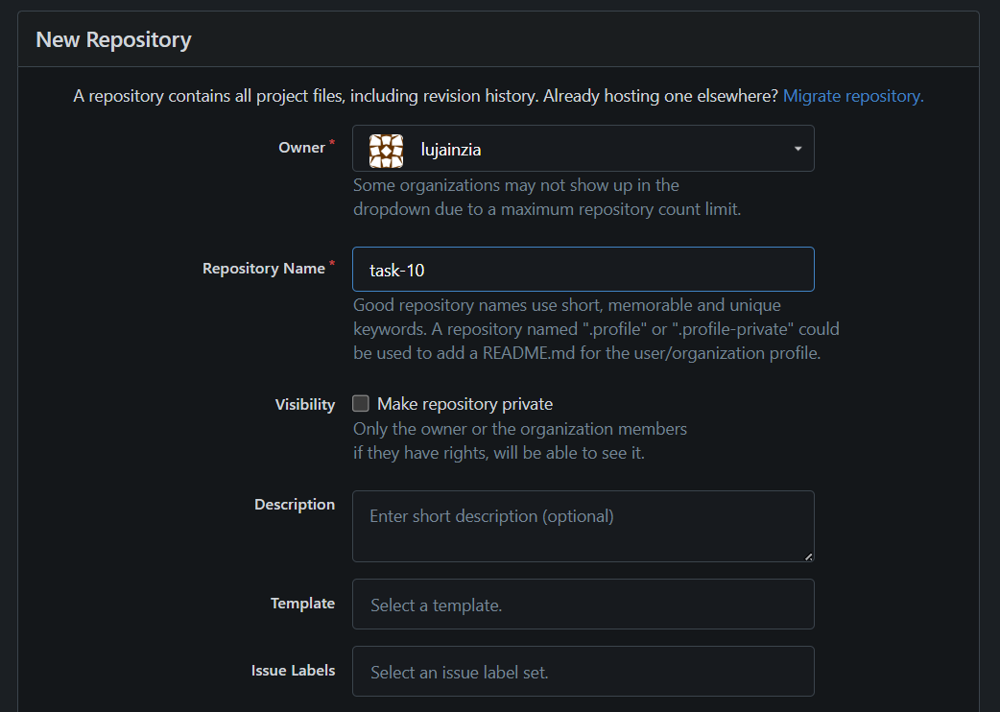 New Repository
A repository contains all project files, including revision history. Already hosting one elsewhere? Migrate repository.
Owner *
lujainzia
Some organizations may not show up in the
dropdown due to a maximum repository count limit.
Repository Name *
task-10
Good repository names use short, memorable and unique
keywords. A repository named ".profile" or ".profile-private" could
be used to add a README.md for the user/organization profile.
Visibility
Make repository private
Only the owner or the organization members
if they have rights, will be able to see it.
Description
Enter short description (optional)
Template
Select a template.
Issue Labels
Select an issue label set.